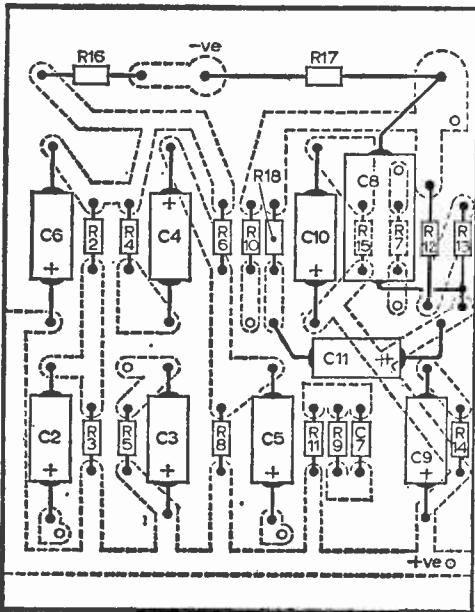 R16
-ve
R17
R18
C6
+
R2
R4
+
C4
R6
R10
C10
+
C8
R15
R7
R12
R13
C11
+
C2
+
R3
R5
C3
+
R8
C5
+
R11
R9
C7
C9
+
R14
+ve